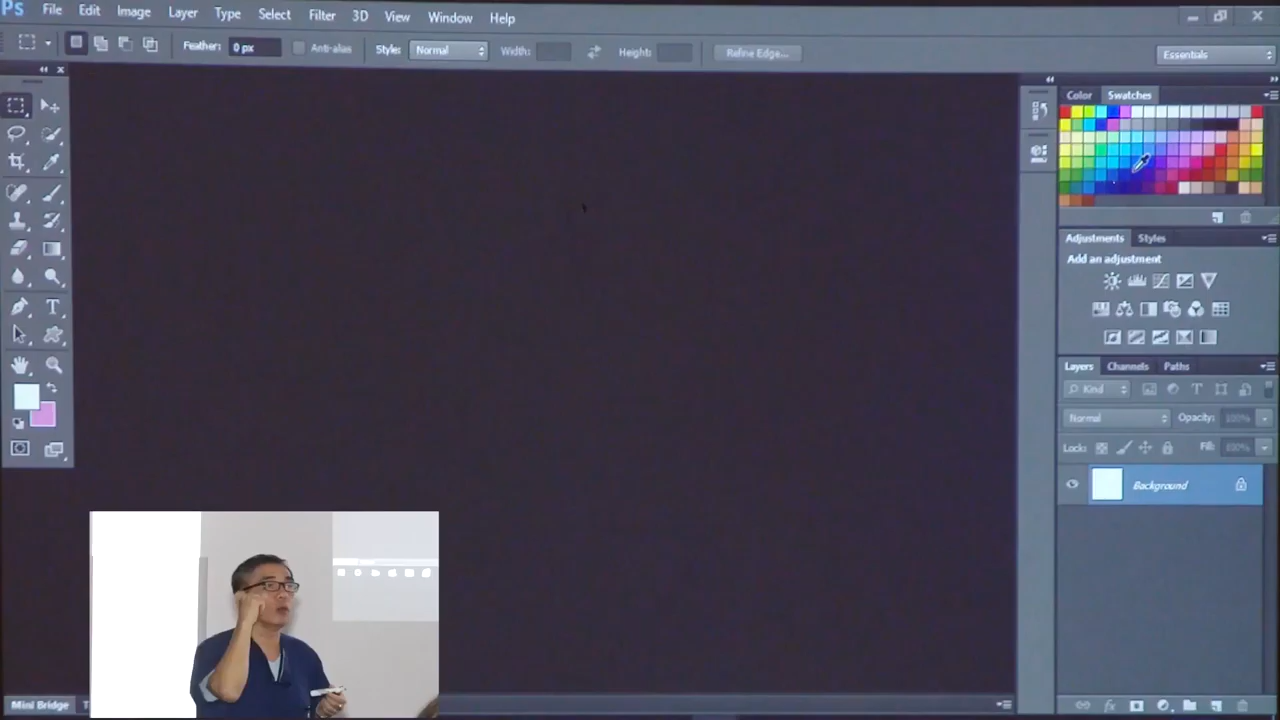 Ps File Edit Image Layer Type Select Filter 3D View Window Help
Feather: 0 px Anti-alias Style: Normal Width: Height: Refine Edge... Essentials
Color Swatches
Adjustments Styles
Add an adjustment
Layers Channels Paths
Kind
Normal Opacity: 100%
Lock: Fill: 100%
Background
Mini Bridge